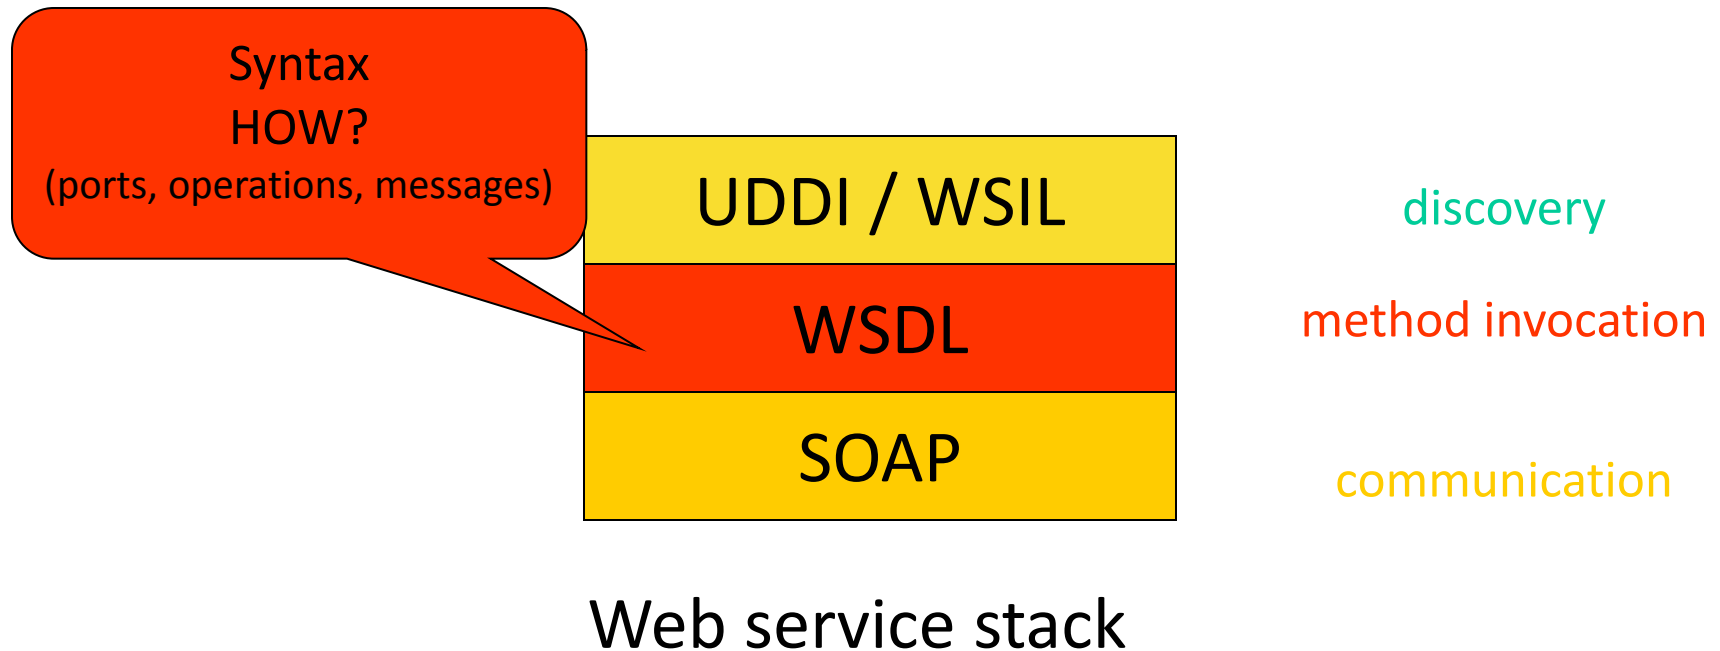 Syntax
HOW?
(ports, operations, messages)
UDDI / WSIL
discovery
WSDL
method invocation
SOAP
communication
Web service stack